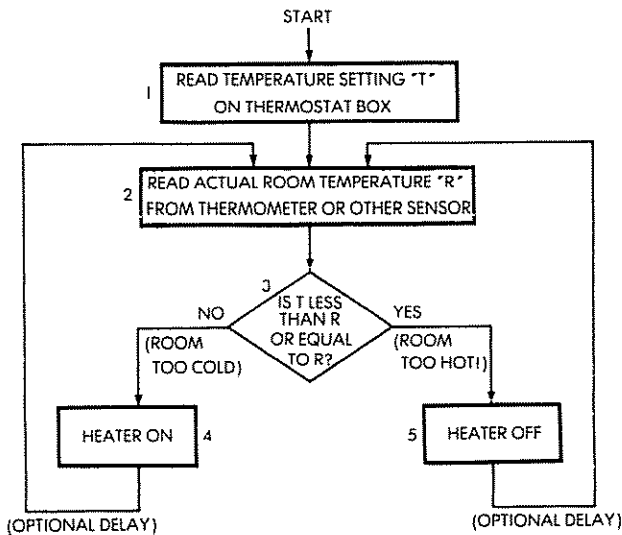 START
1
READ TEMPERATURE SETTING "T"
ON THERMOSTAT BOX
2
READ ACTUAL ROOM TEMPERATURE "R"
FROM THERMOMETER OR OTHER SENSOR
3
IS T LESS
THAN R
OR EQUAL
TO R?
NO
(ROOM
TOO COLD)
YES
(ROOM
TOO HOT!)
HEATER ON
4
5
HEATER OFF
(OPTIONAL DELAY)
(OPTIONAL DELAY)